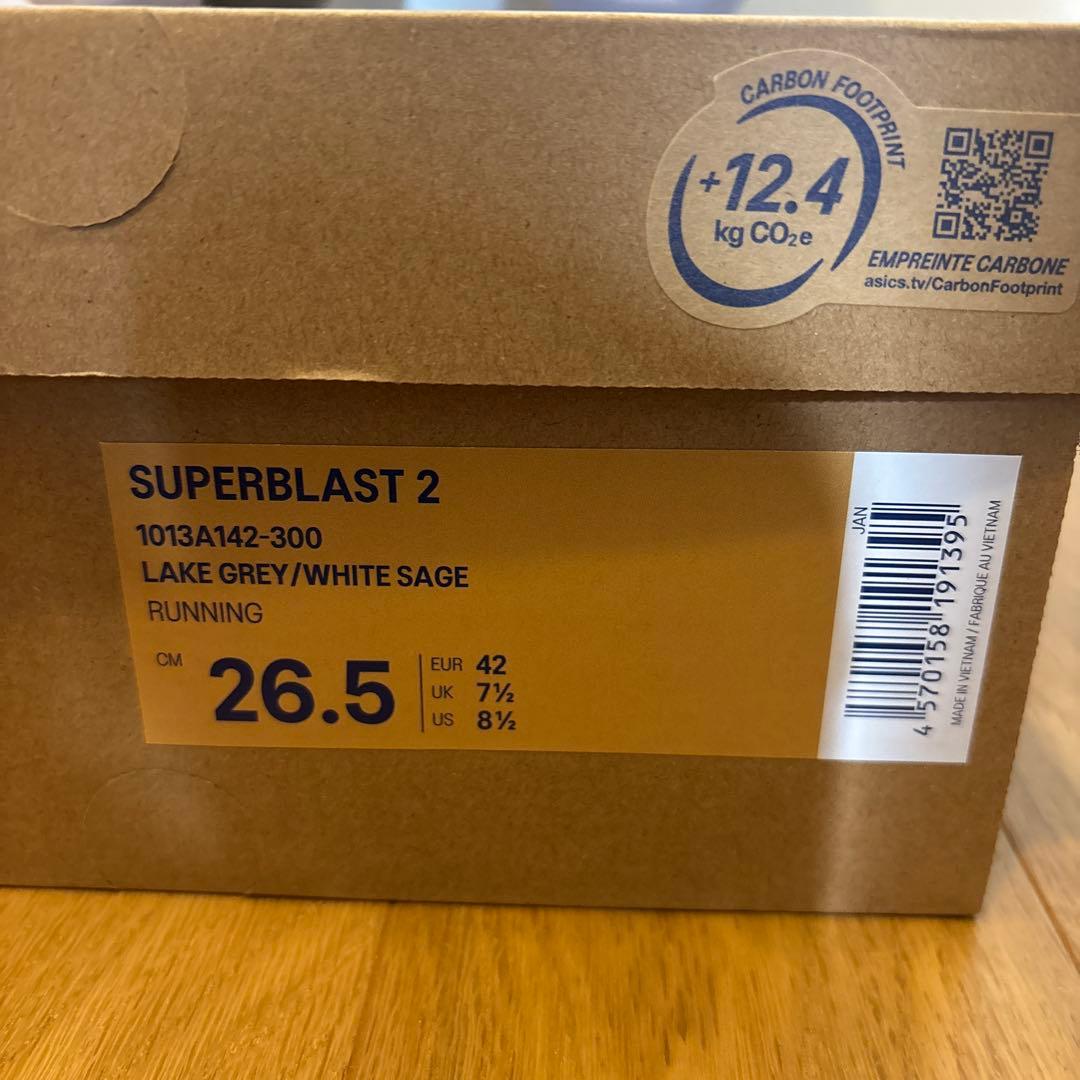 CARBON FOOTPRINT
+12.4
kg CO₂e
EMPREINTE CARBONE
asics.tv/CarbonFootprint
SUPERBLAST 2
1013A142-300
LAKE GREY/WHITE SAGE
RUNNING
CM 26.5
EUR 42
UK 7½
US 8½
JAN
4 570158 191395
MADE IN VIETNAM / FABRIQUE AU VIETNAM